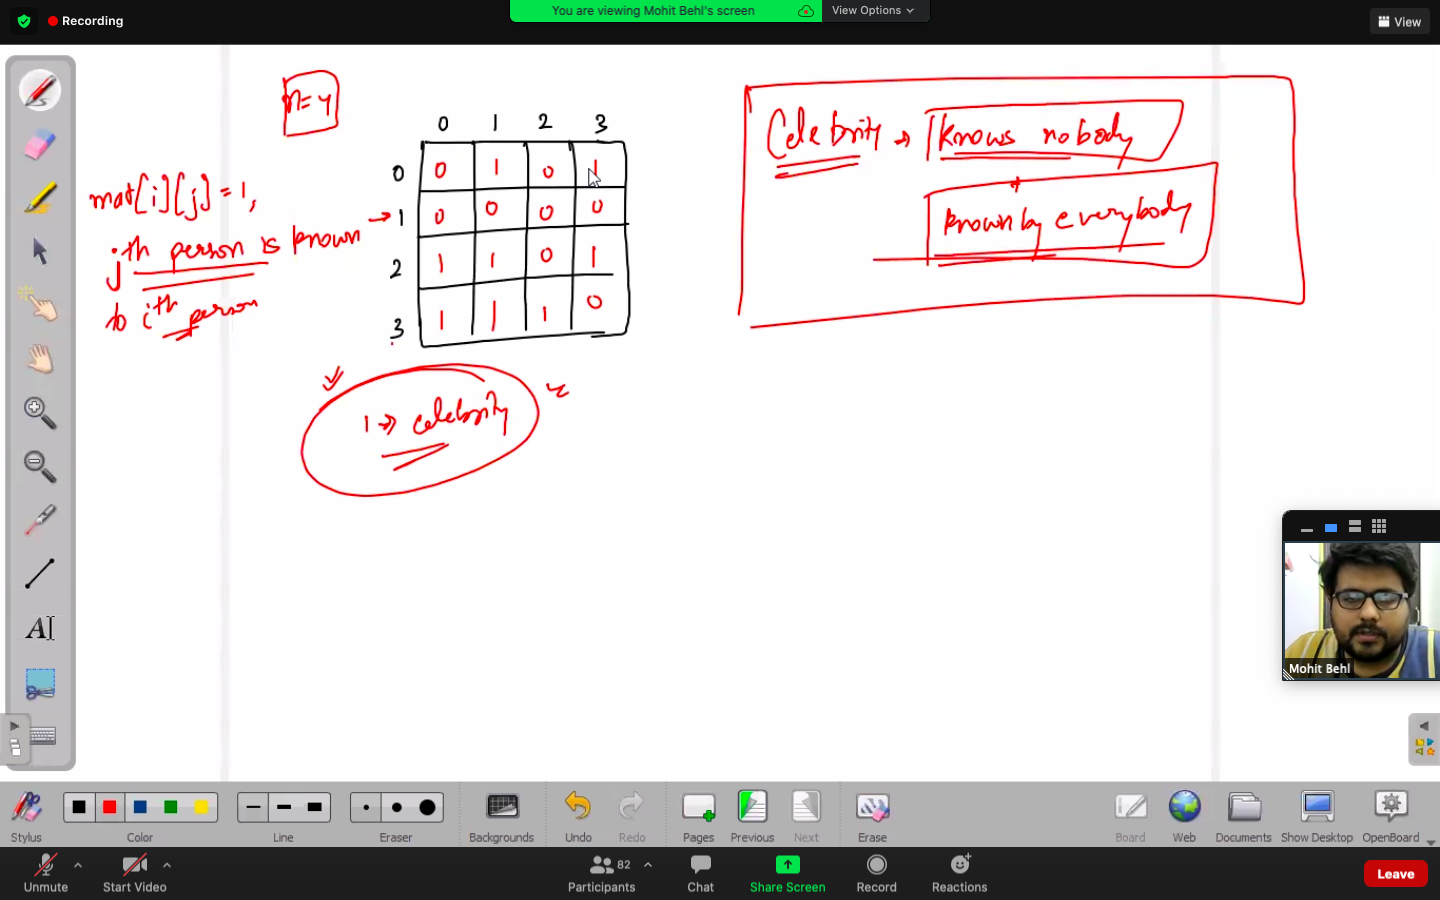 Recording
You are viewing Mohit Behl's screen
View Options
View
n=4
0 1 2 3
0 0 1 0 1
1 0 0 0 0
2 1 1 0 1
3 1 1 1 0
mat[i][j] = 1,
jth person is known
to ith person
1 → celebrity
Celebrity → knows nobody
+
known by everybody
Mohit Behl
Stylus
Color
Line
Eraser
Backgrounds
Undo
Redo
Pages
Previous
Next
Erase
Board
Web
Documents
Show Desktop
OpenBoard
Unmute
Start Video
Participants
82
Chat
Share Screen
Record
Reactions
Leave